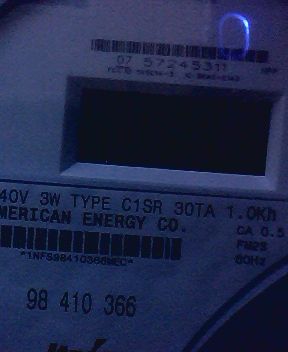 07 57245311
40V 3W TYPE C1SR 30TA 1.0Kh
MERICAN ENERGY CO.
CA 0.5
FM2S
60Hz
*1NFS98410366MEC*
98 410 366